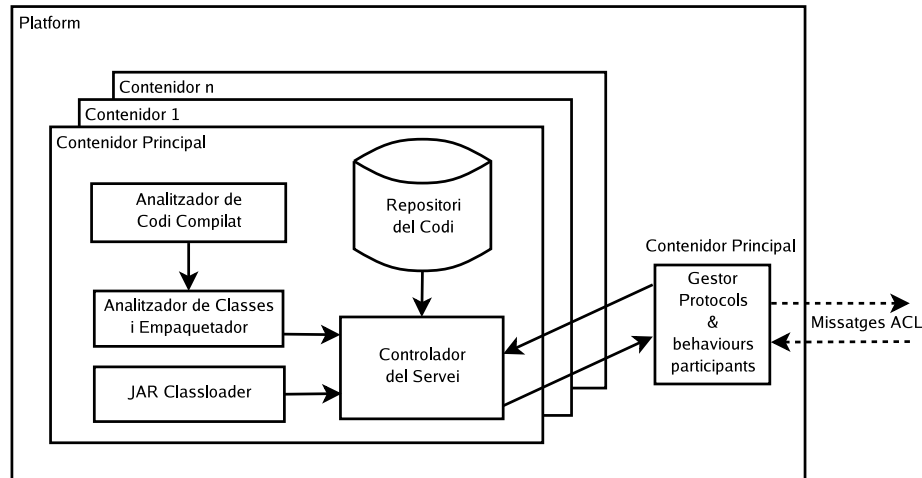 Platform
Contenidor n
Contenidor 1
Contenidor Principal
Analitzador de
Codi Compilat
Repositori
del Codi
Analitzador de Classes
i Empaquetador
Controlador
del Servei
JAR Classloader
Contenidor Principal
Gestor
Protocols
&
behaviours
participants
Missatges ACL